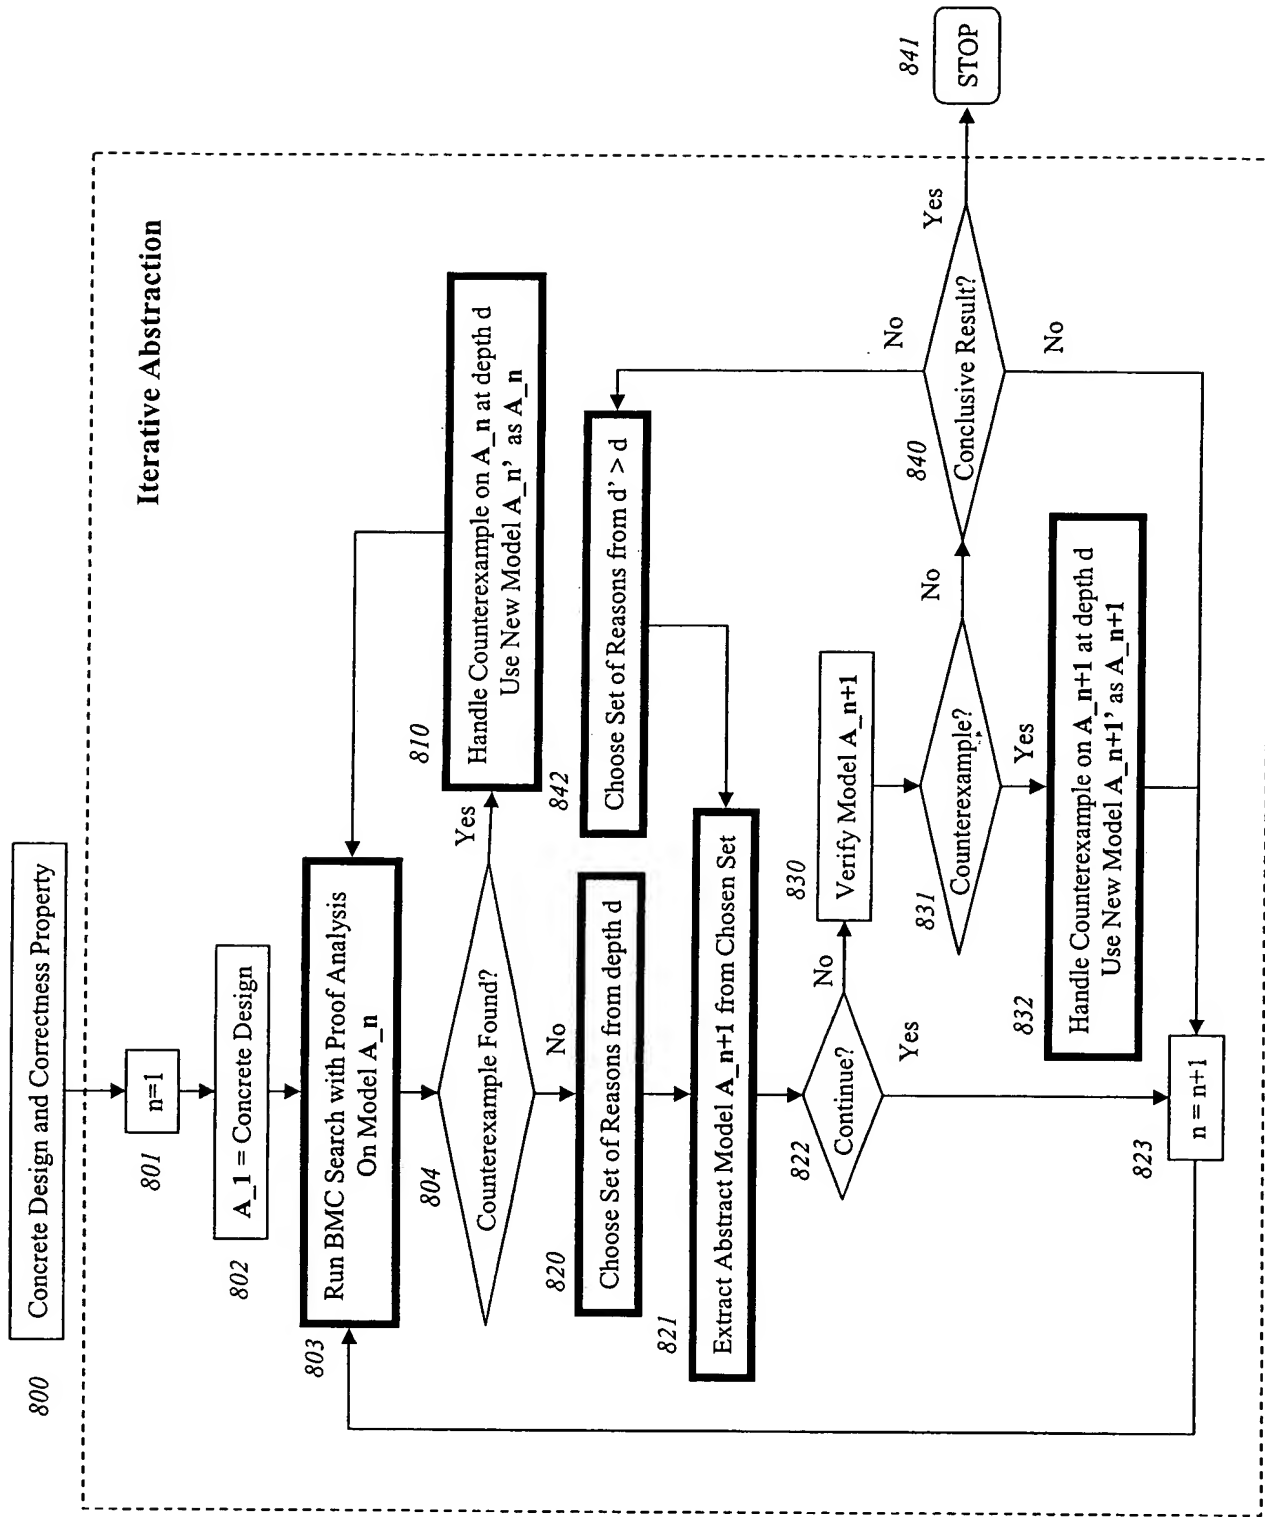 800
Concrete Design and Correctness Property
Iterative Abstraction
801
n=1
802
A_1 = Concrete Design
803
Run BMC Search with Proof Analysis
On Model A_n
804
Counterexample Found?
Yes
No
810
Handle Counterexample on A_n at depth d
Use New Model A_n' as A_n
820
Choose Set of Reasons from depth d
842
Choose Set of Reasons from d' > d
821
Extract Abstract Model A_n+1 from Chosen Set
822
Continue?
No
Yes
830
Verify Model A_n+1
831
Counterexample?
No
Yes
832
Handle Counterexample on A_n+1 at depth d
Use New Model A_n+1' as A_n+1
840
Conclusive Result?
No
Yes
No
841
STOP
823
n = n+1